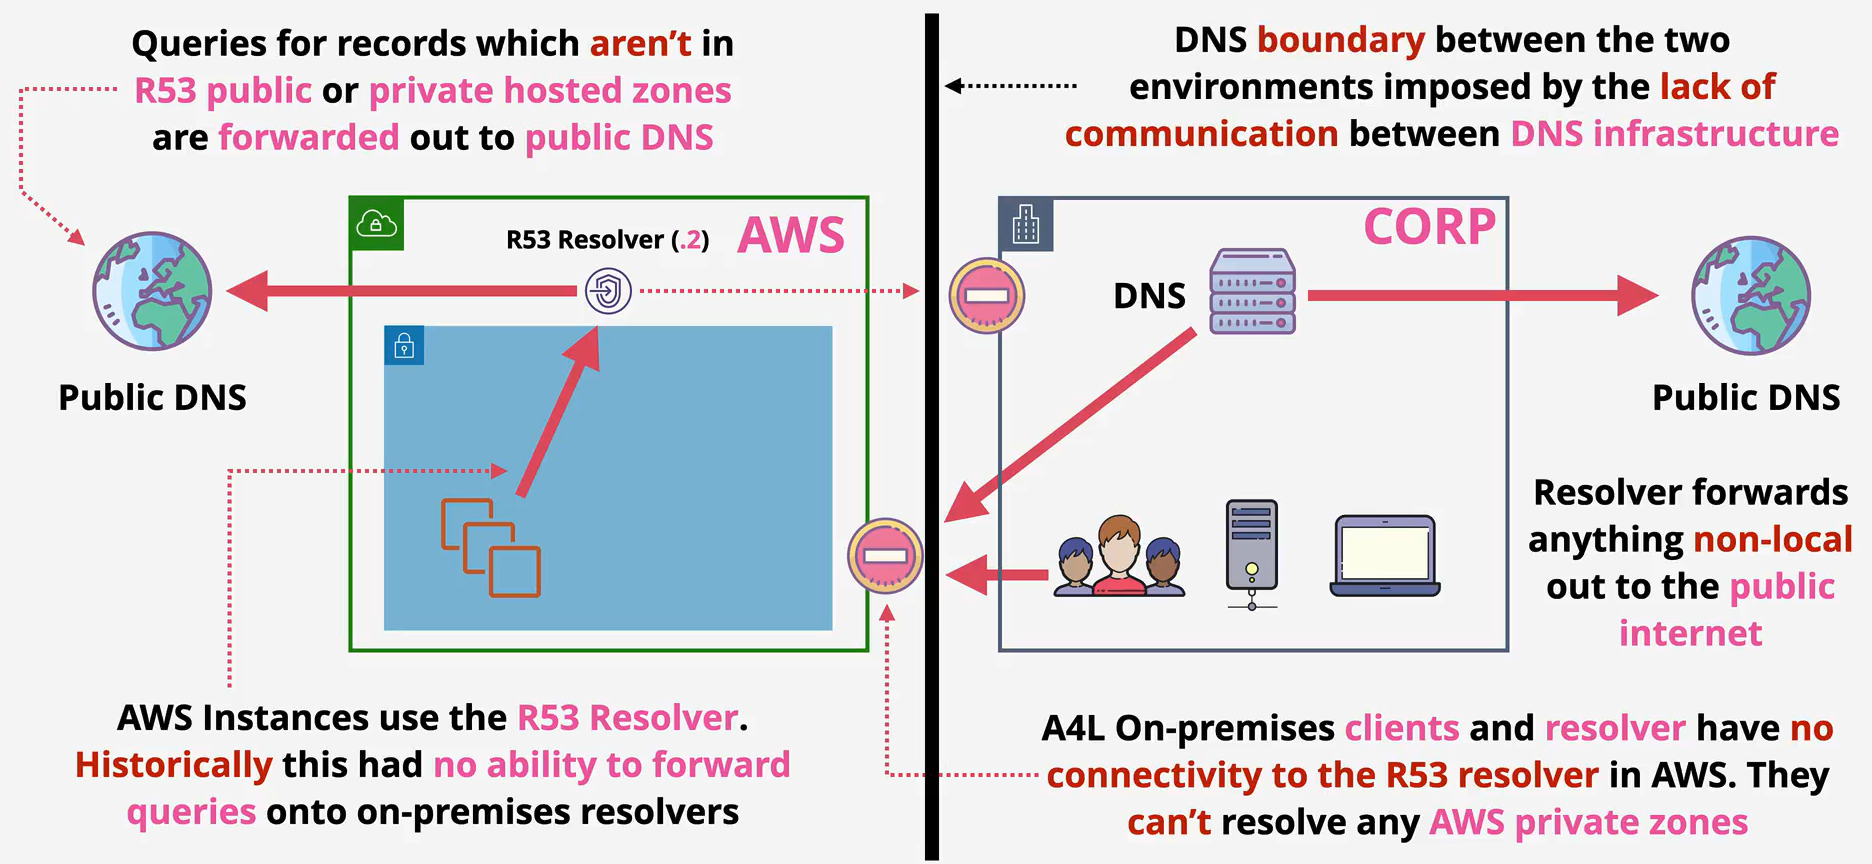 Queries for records which aren't in
R53 public or private hosted zones
are forwarded out to public DNS
DNS boundary between the two
environments imposed by the lack of
communication between DNS infrastructure
R53 Resolver (.2)
AWS
CORP
DNS
Public DNS
Public DNS
Resolver forwards
anything non-local
out to the public
internet
AWS Instances use the R53 Resolver.
Historically this had no ability to forward
queries onto on-premises resolvers
A4L On-premises clients and resolver have no
connectivity to the R53 resolver in AWS. They
can't resolve any AWS private zones